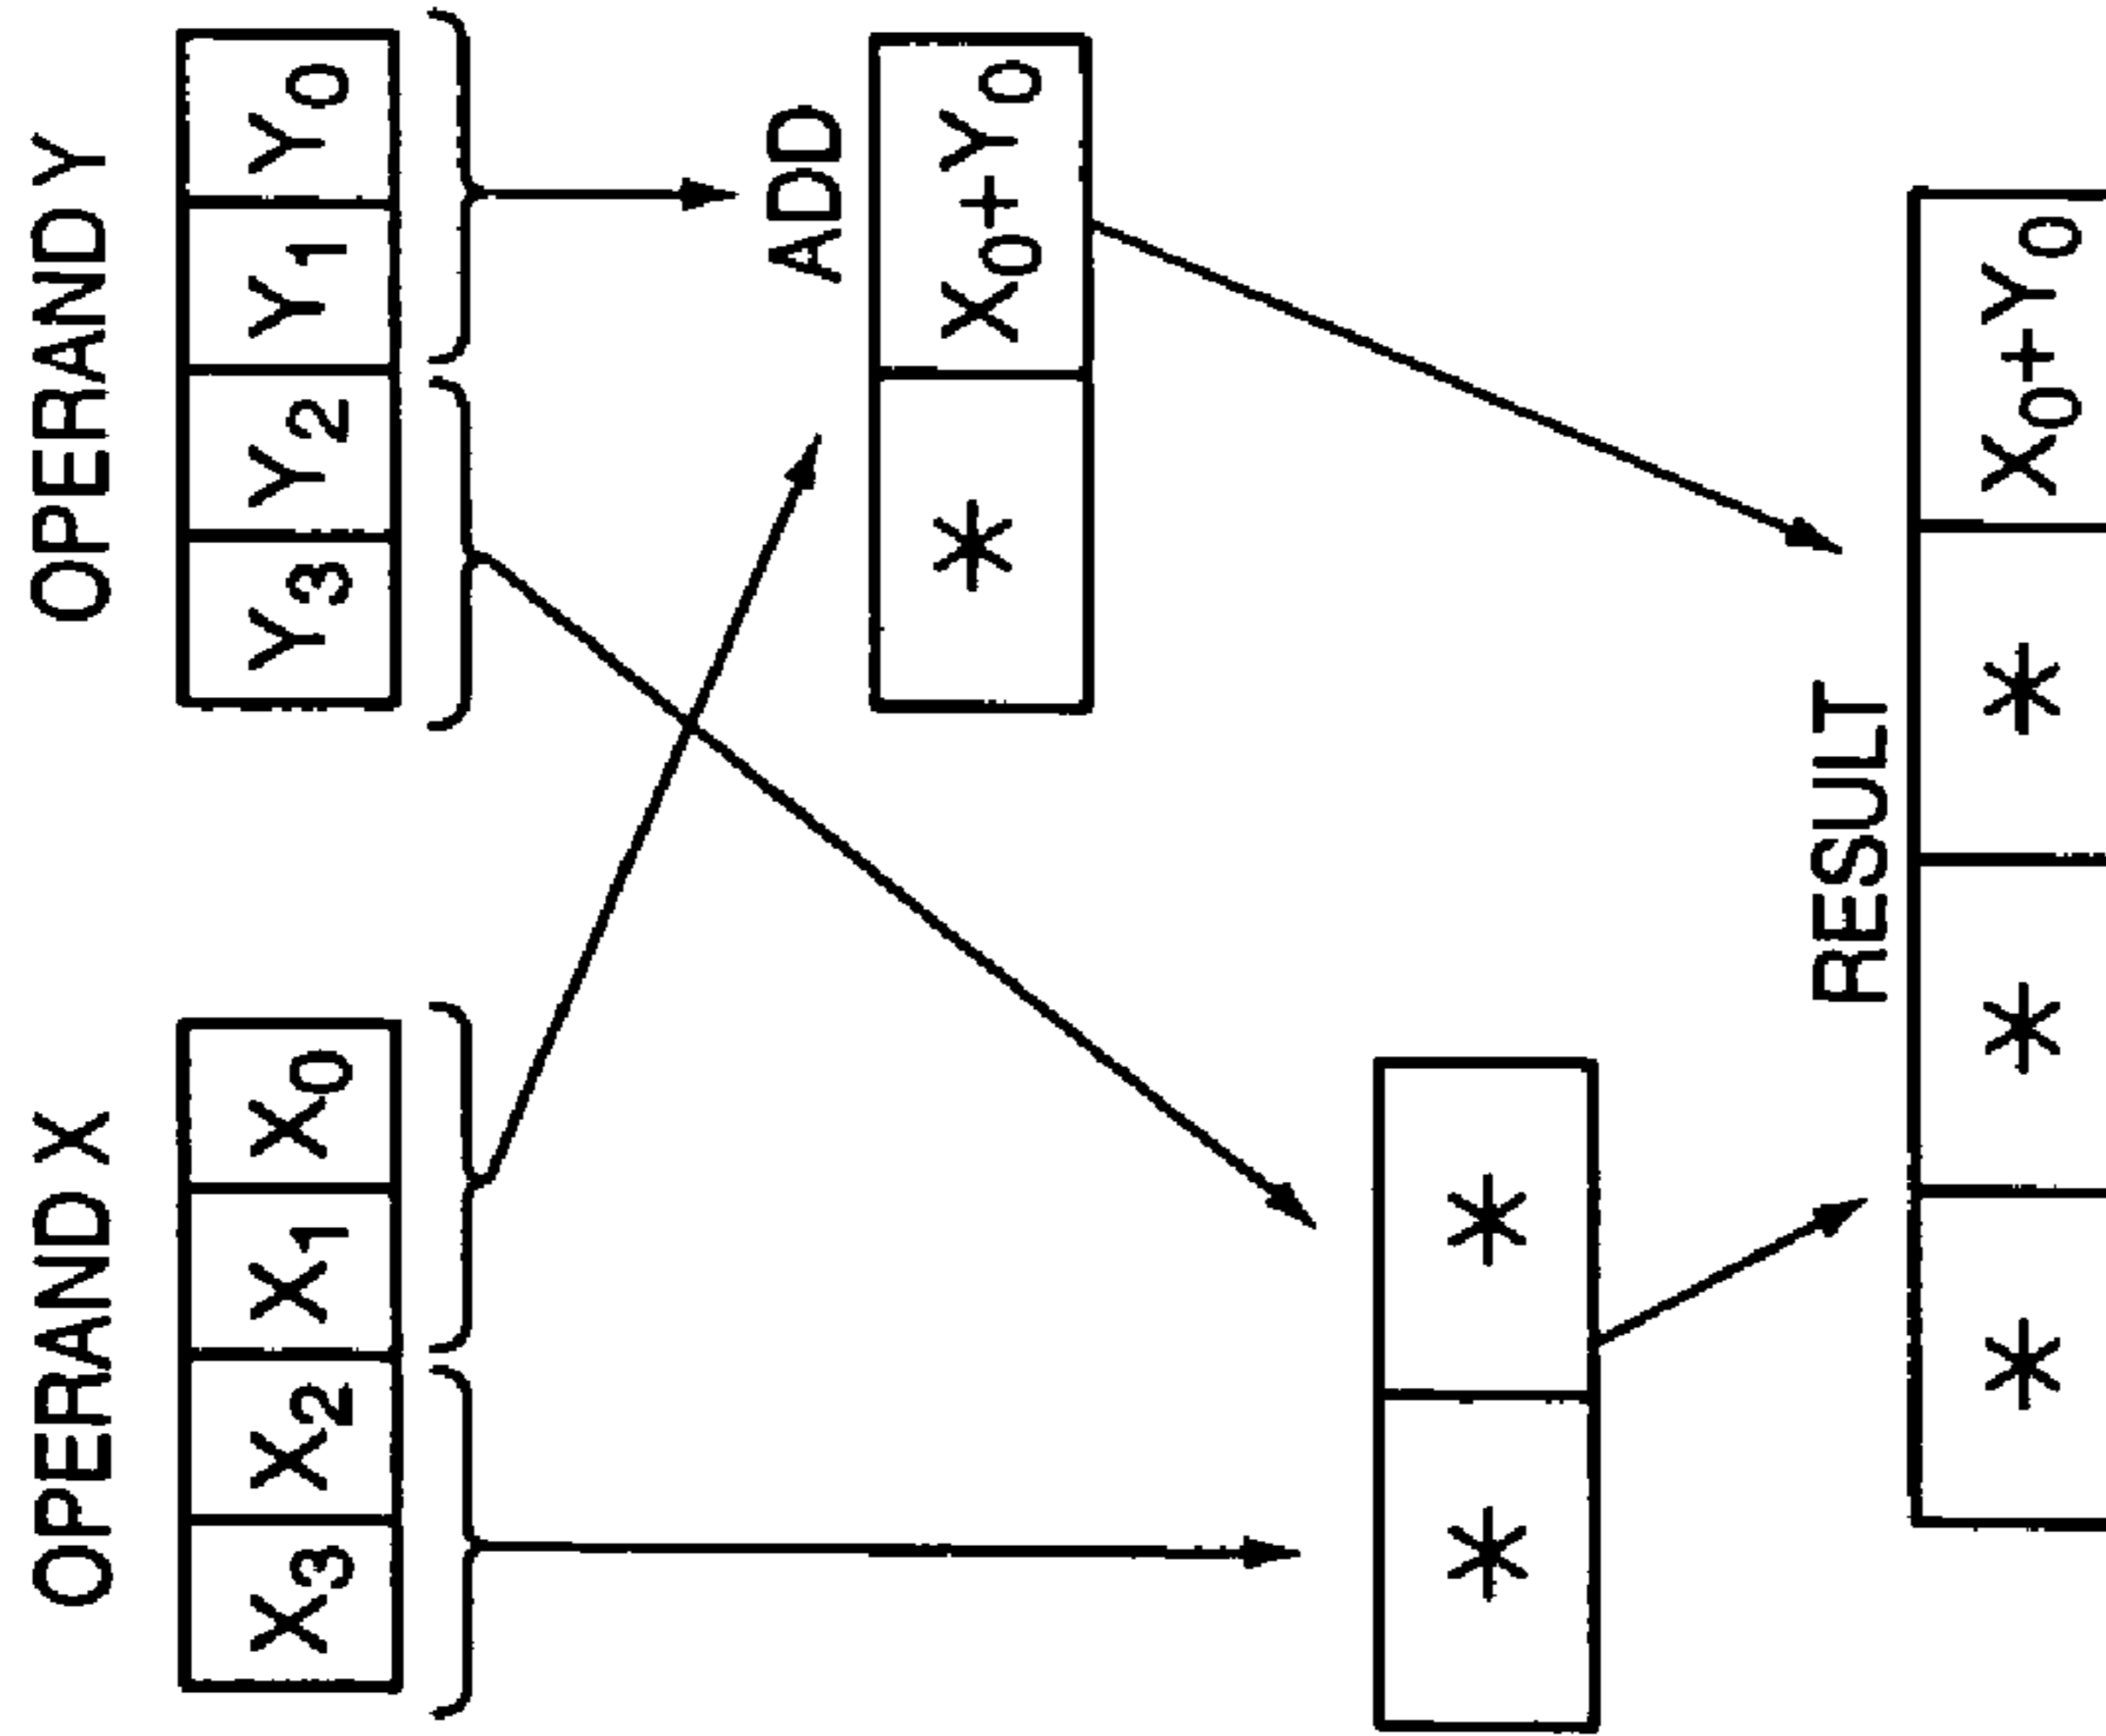 OPERAND X
X3 X2 X1 X0
OPERAND Y
Y3 Y2 Y1 Y0
ADD
* X0+Y0
* *
RESULT
* * * X0+Y0